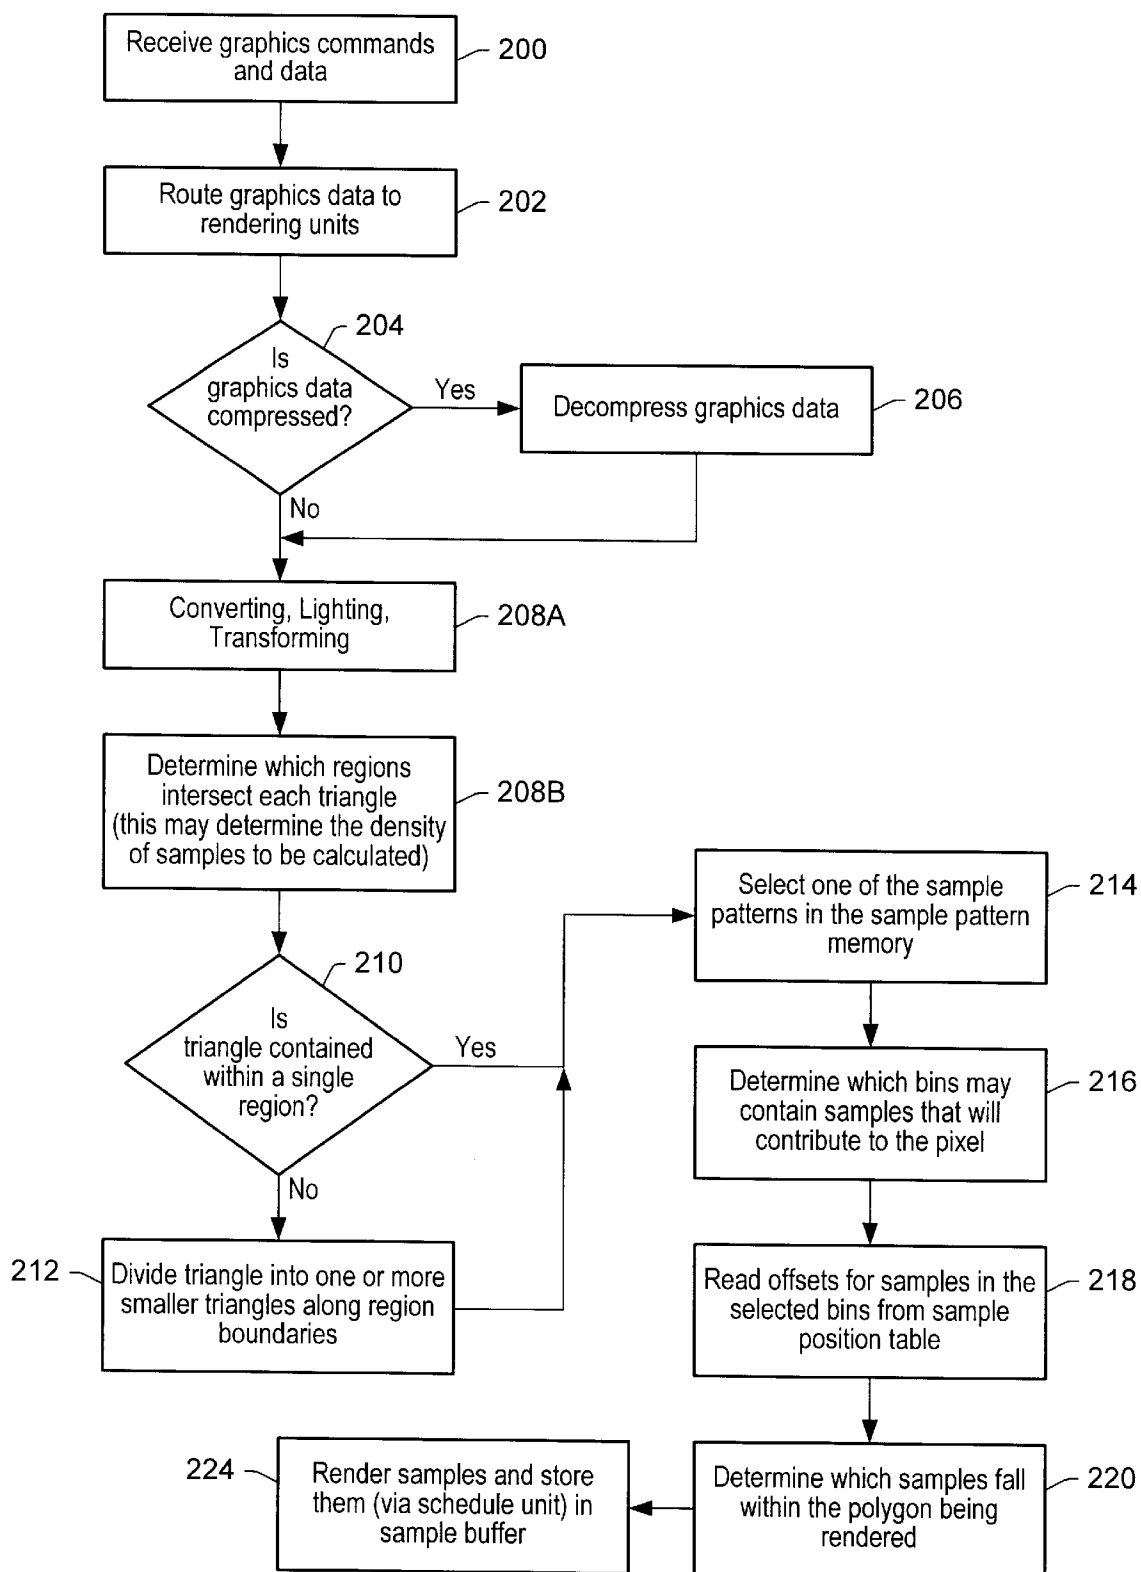 Receive graphics commands
and data
200
Route graphics data to
rendering units
202
204
Is
graphics data
compressed?
Yes
Decompress graphics data
206
No
Converting, Lighting,
Transforming
208A
Determine which regions
intersect each triangle
(this may determine the density
of samples to be calculated)
208B
210
Is
triangle contained
within a single
region?
Yes
No
212
Divide triangle into one or more
smaller triangles along region
boundaries
Select one of the sample
patterns in the sample pattern
memory
214
Determine which bins may
contain samples that will
contribute to the pixel
216
Read offsets for samples in the
selected bins from sample
position table
218
Determine which samples fall
within the polygon being
rendered
220
224
Render samples and store
them (via schedule unit) in
sample buffer